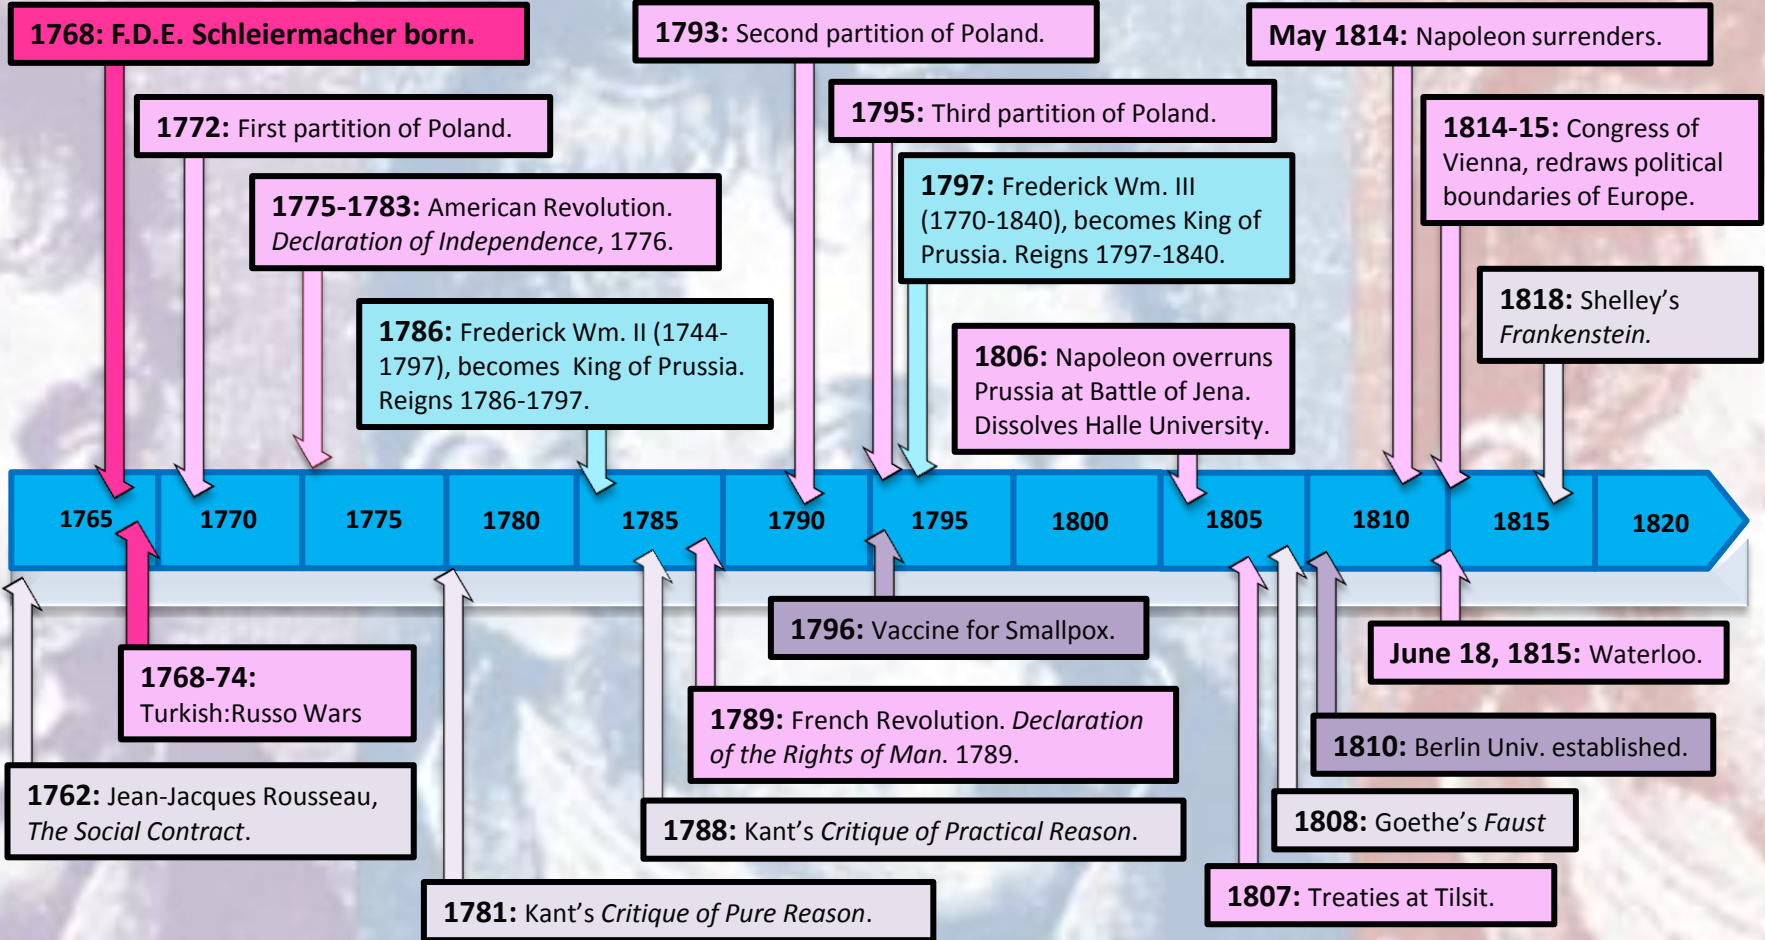 1768: F.D.E. Schleiermacher born.
1793: Second partition of Poland.
May 1814: Napoleon surrenders.
1772: First partition of Poland.
1795: Third partition of Poland.
1814-15: Congress of
Vienna, redraws political
boundaries of Europe.
1775-1783: American Revolution.
Declaration of Independence, 1776.
1797: Frederick Wm. III
(1770-1840), becomes King of
Prussia. Reigns 1797-1840.
1786: Frederick Wm. II (1744-
1797), becomes King of Prussia.
Reigns 1786-1797.
1806: Napoleon overruns
Prussia at Battle of Jena.
Dissolves Halle University.
1818: Shelley’s
Frankenstein.
1765 1770 1775 1780 1785 1790 1795 1800 1805 1810 1815 1820
1768-74:
Turkish:Russo Wars
1796: Vaccine for Smallpox.
June 18, 1815: Waterloo.
1789: French Revolution. Declaration
of the Rights of Man. 1789.
1810: Berlin Univ. established.
1762: Jean-Jacques Rousseau,
The Social Contract.
1788: Kant’s Critique of Practical Reason.
1808: Goethe’s Faust
1781: Kant’s Critique of Pure Reason.
1807: Treaties at Tilsit.